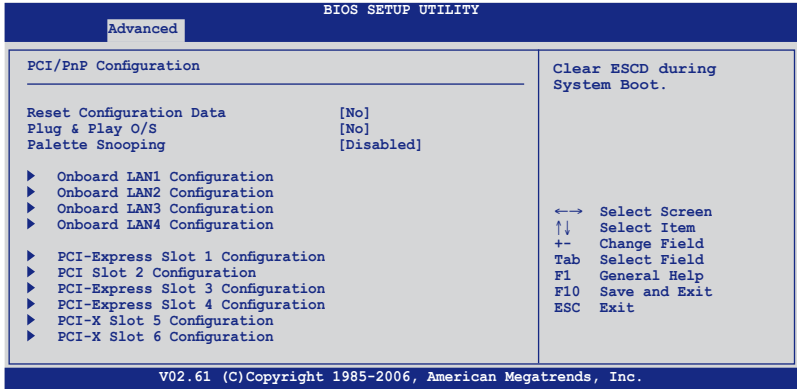 BIOS SETUP UTILITY
Advanced
PCI/PnP Configuration
Reset Configuration Data [No]
Plug & Play O/S [No]
Palette Snooping [Disabled]
Onboard LAN1 Configuration
Onboard LAN2 Configuration
Onboard LAN3 Configuration
Onboard LAN4 Configuration
PCI-Express Slot 1 Configuration
PCI Slot 2 Configuration
PCI-Express Slot 3 Configuration
PCI-Express Slot 4 Configuration
PCI-X Slot 5 Configuration
PCI-X Slot 6 Configuration
Clear ESCD during
System Boot.
←→ Select Screen
↑↓ Select Item
+- Change Field
Tab Select Field
F1 General Help
F10 Save and Exit
ESC Exit
V02.61 (C)Copyright 1985-2006, American Megatrends, Inc.